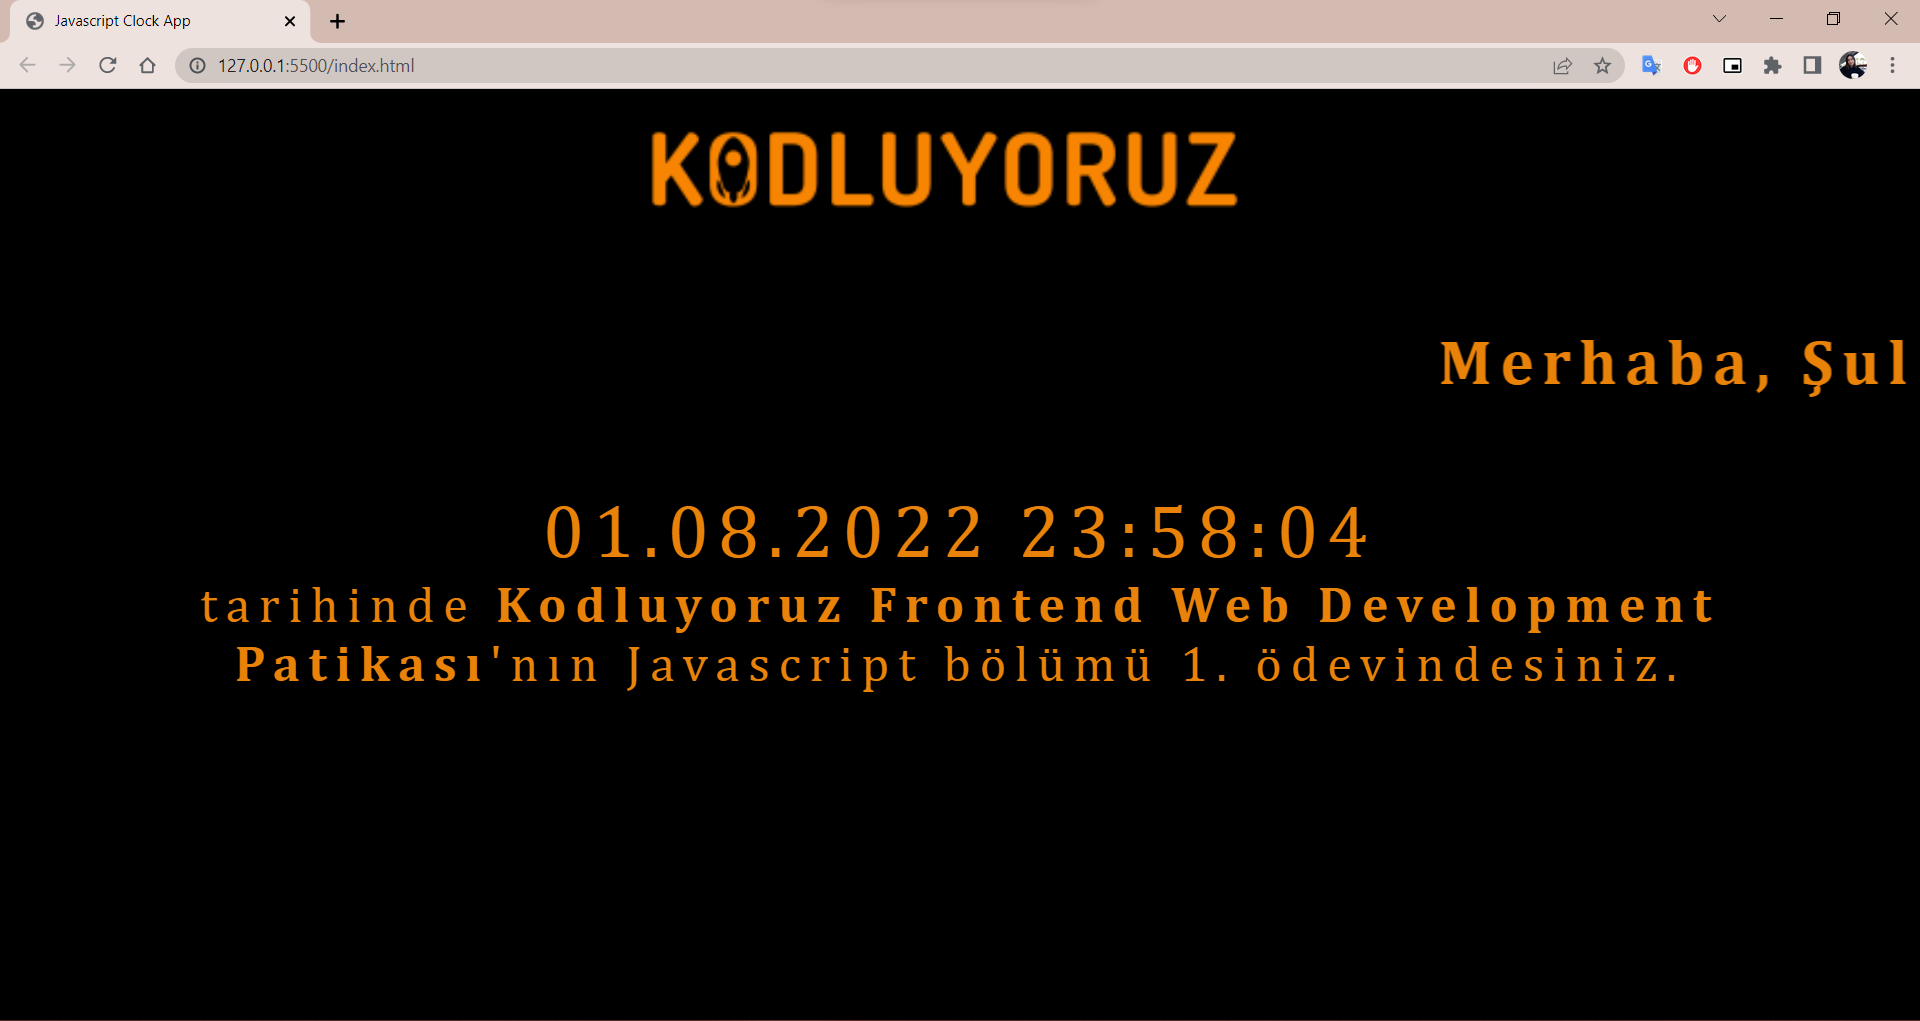 Javascript Clock App
127.0.0.1:5500/index.html
KODLUYORUZ
Merhaba, Şul
01.08.2022 23:58:04
tarihinde Kodluyoruz Frontend Web Development
Patikası'nın Javascript bölümü 1. ödevindesiniz.